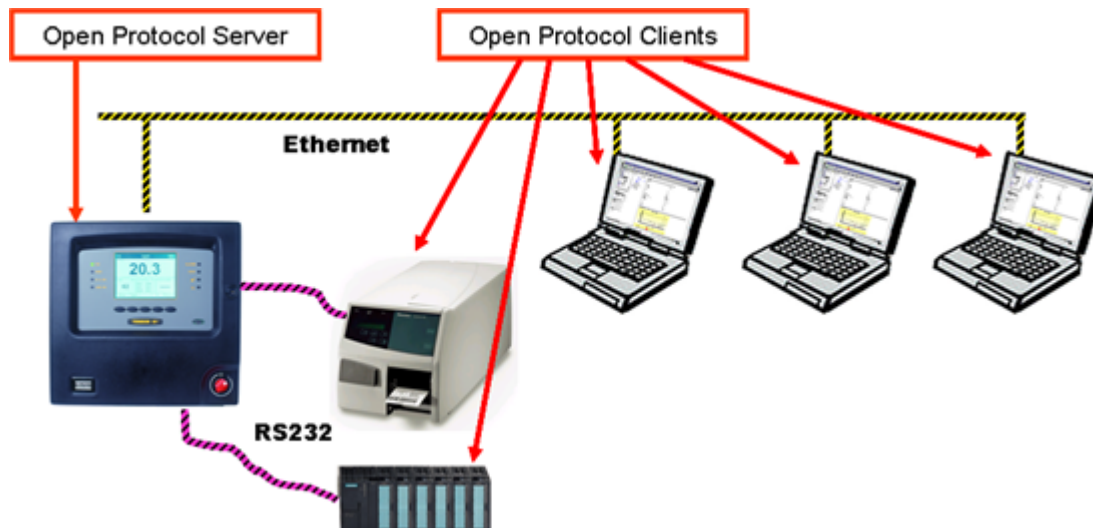 Open Protocol Server
Open Protocol Clients
Ethernet
20.3
RS232